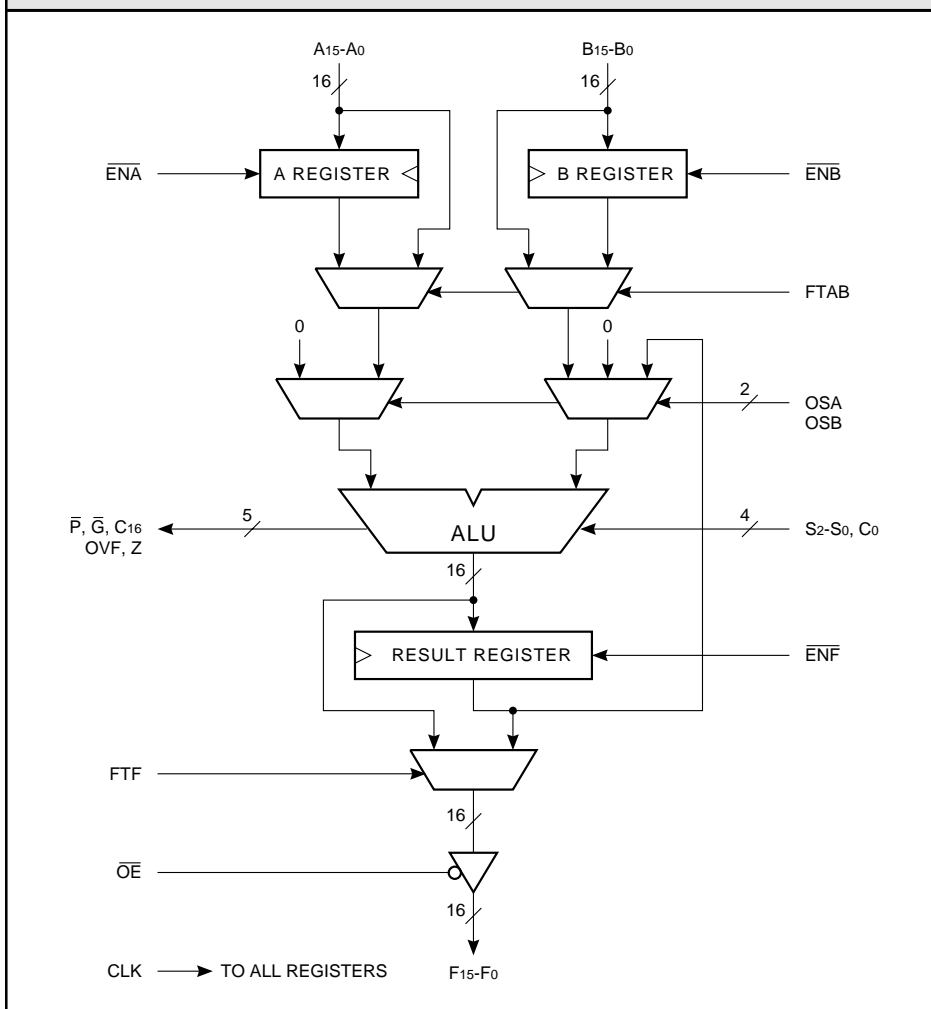 A15-A0 B15-B0
16 16
ENA A REGISTER B REGISTER ENB
FTAB
0 0
2 OSA
OSB
P̅, G̅, C16 5 ALU 4 S2-S0, C0
OVF, Z
16
RESULT REGISTER ENF
FTF
16
OE
16
CLK TO ALL REGISTERS F15-F0